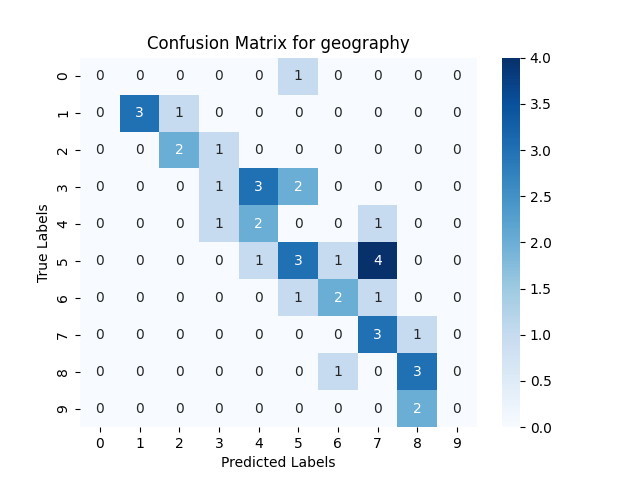 Confusion Matrix for geography
0 0 0 0 0 0 1 0 0 0 0 4.0
1 0 3 1 0 0 0 0 0 0 0 3.5
2 0 0 2 1 0 0 0 0 0 0 3.0
3 0 0 0 1 3 2 0 0 0 0 2.5
4 0 0 0 1 2 0 0 1 0 0 2.0
5 0 0 0 0 1 3 1 4 0 0 1.5
6 0 0 0 0 0 1 2 1 0 0 1.0
7 0 0 0 0 0 0 0 3 1 0 0.5
8 0 0 0 0 0 0 1 0 3 0
9 0 0 0 0 0 0 0 0 2 0 0.0
0 1 2 3 4 5 6 7 8 9
True Labels
Predicted Labels